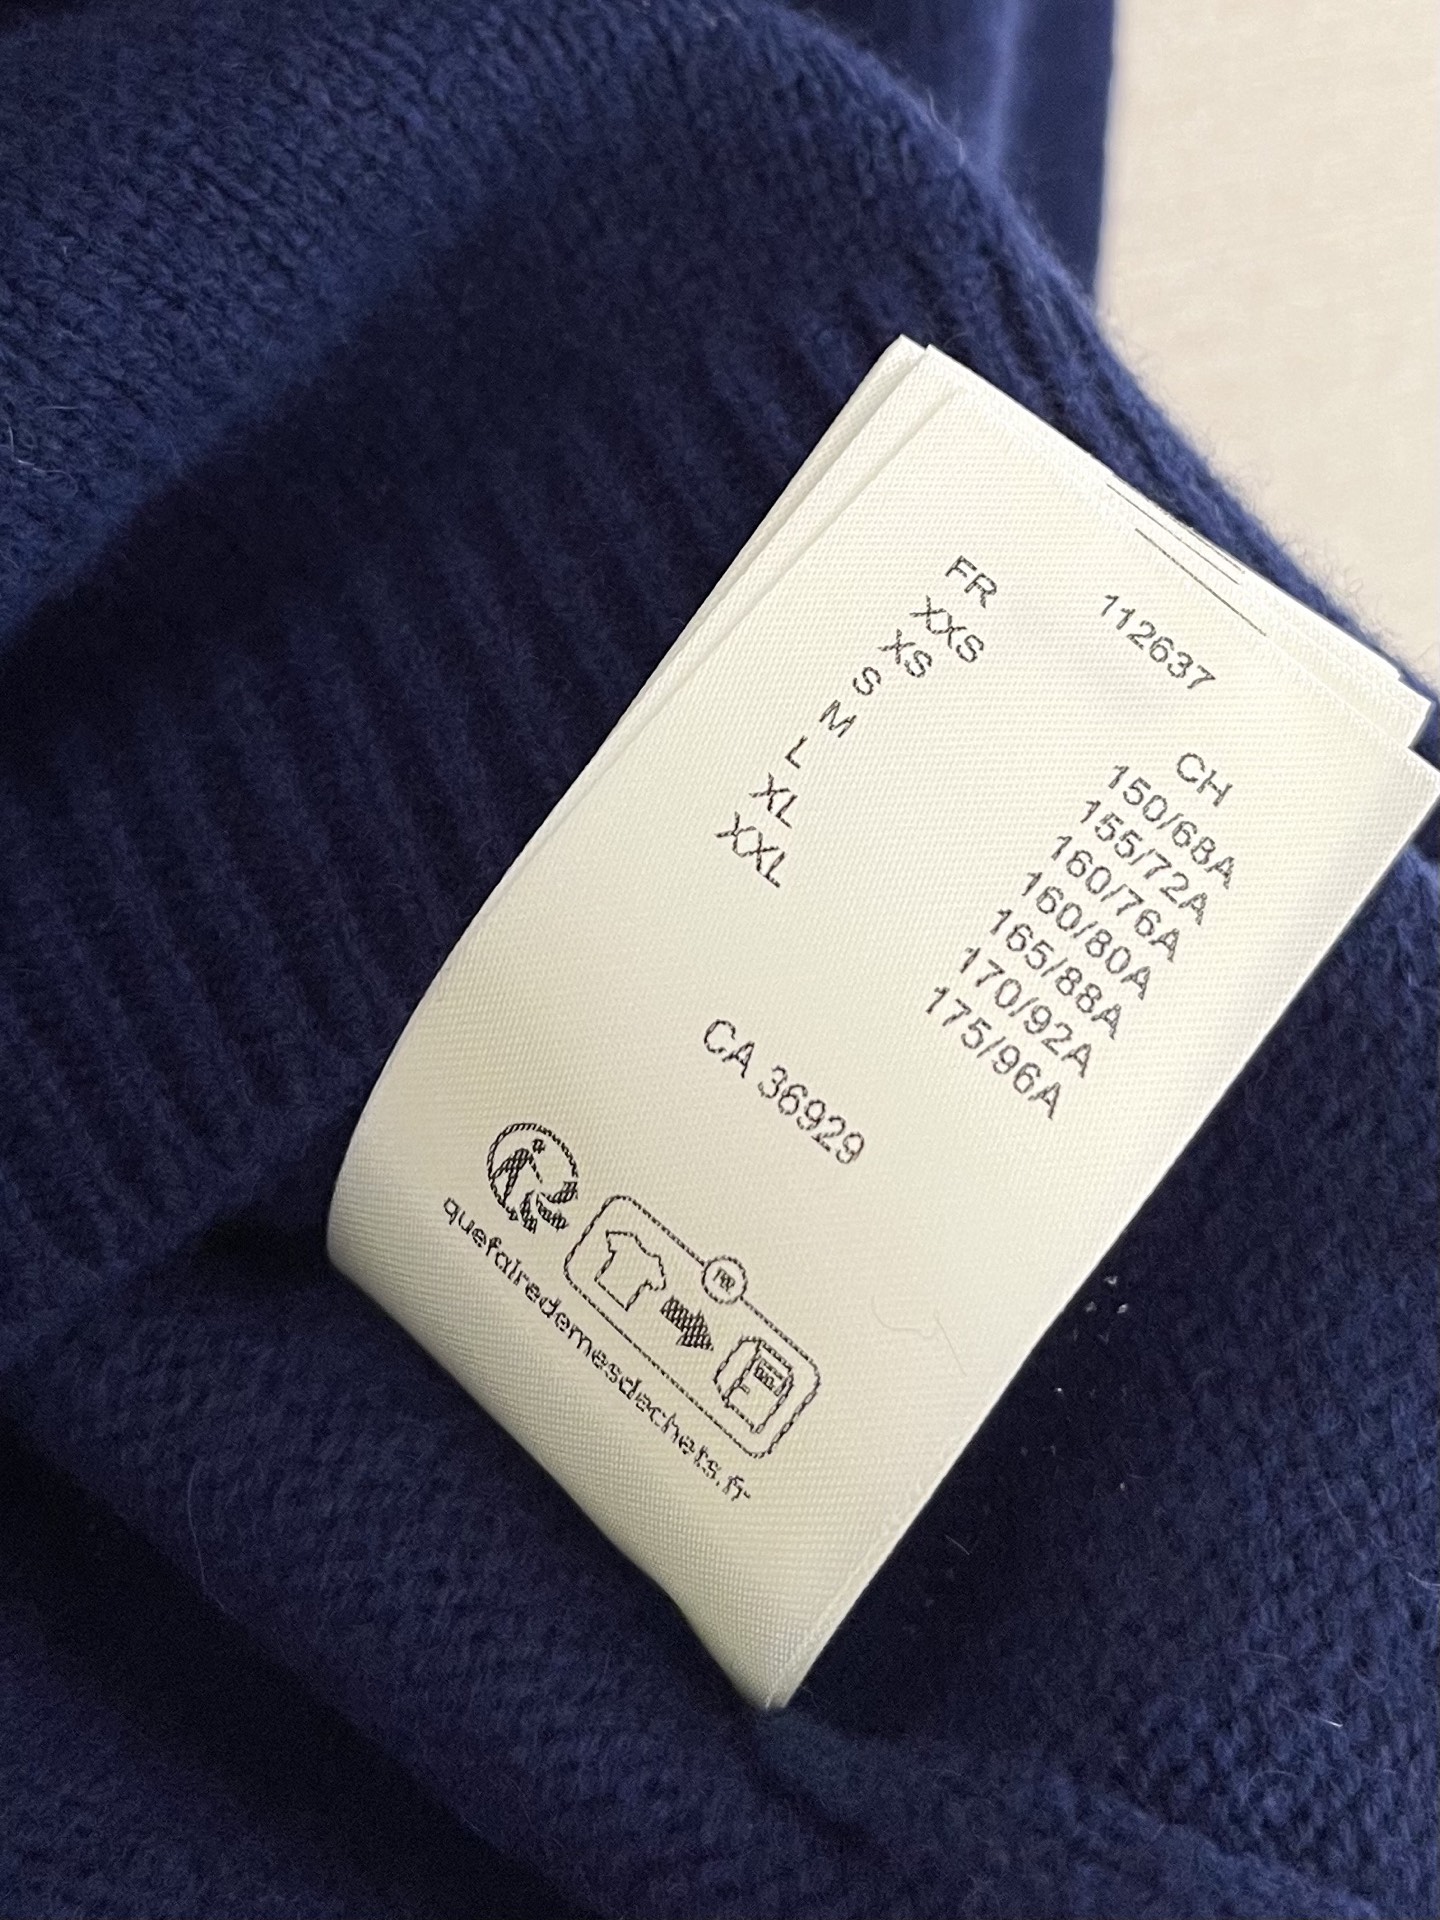 112637
FR CH
XXS 150/68A
XS 155/72A
S 160/76A
M 160/80A
L 165/88A
XL 170/92A
XXL 175/96A
CA 36929
FR
quefairedemesdechets.fr